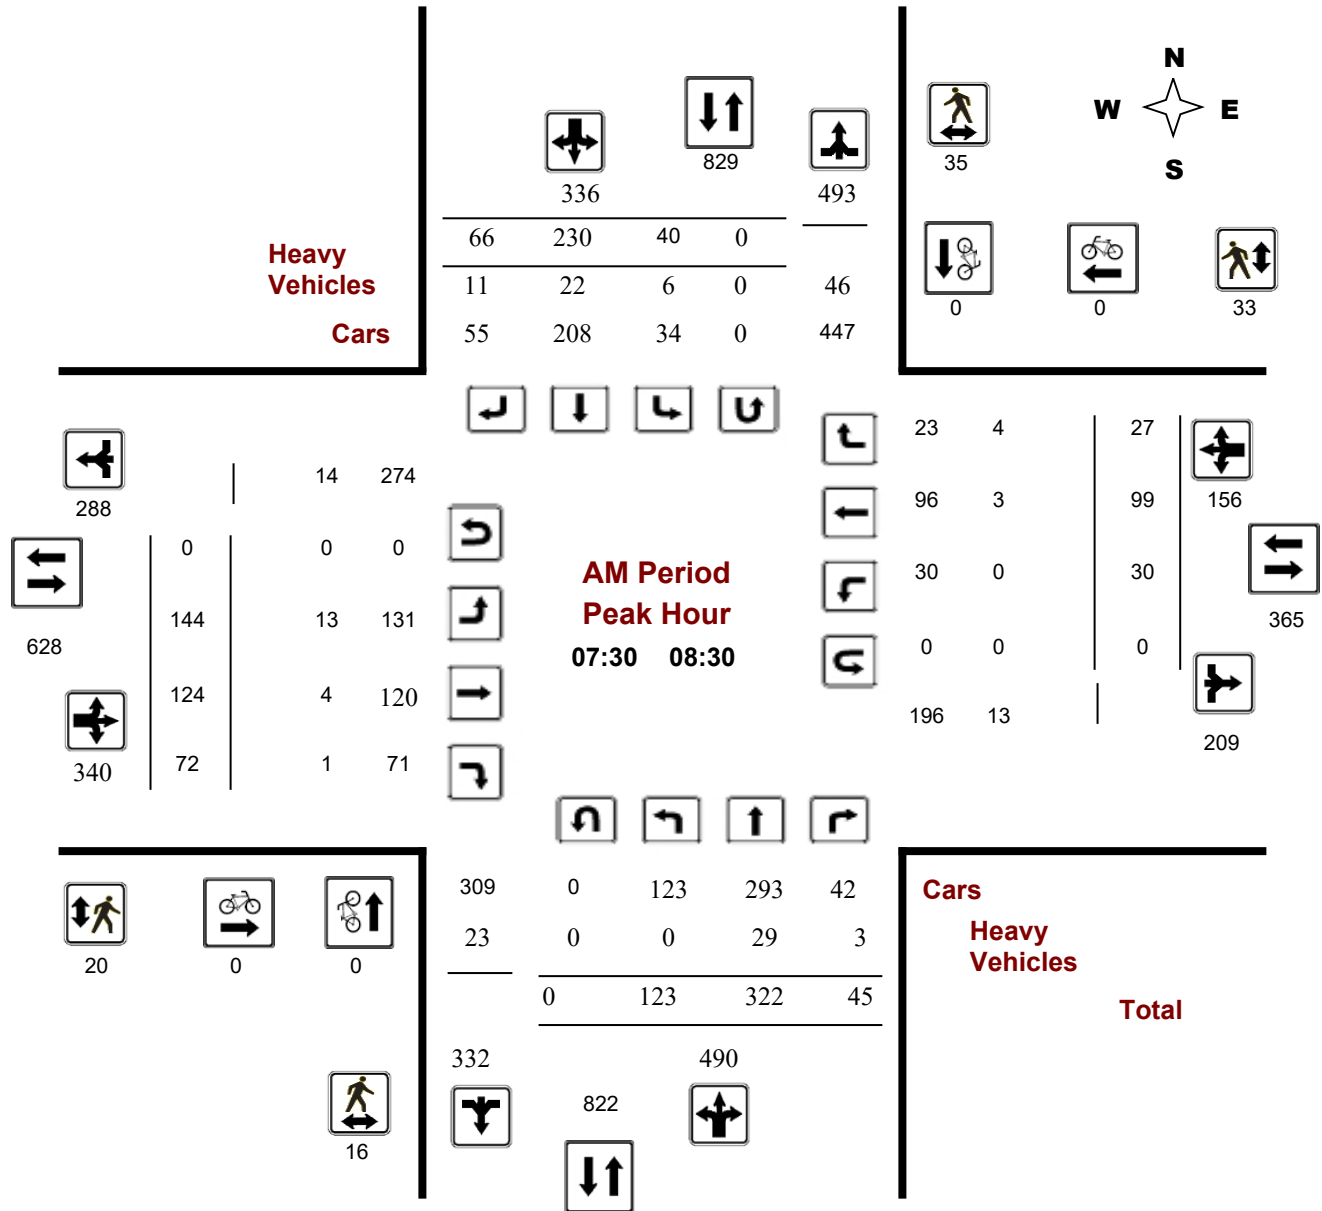 N
W E
S
829
35
336 493
66 230 40 0
Heavy
Vehicles
11 22 6 0 46
0 0 33
Cars 55 208 34 0 447
23 4 27
14 274
96 3 99 156
288
0 0 0
AM Period
30 0 30
Peak Hour
144 13 131
365
628
07:30 08:30
0 0 0
124 4 120
196 13
209
340 72 1 71
309 0 123 293 42 Cars
23 0 0 29 3 Heavy
Vehicles
20 0 0
0 123 322 45
Total
332 490
822
16